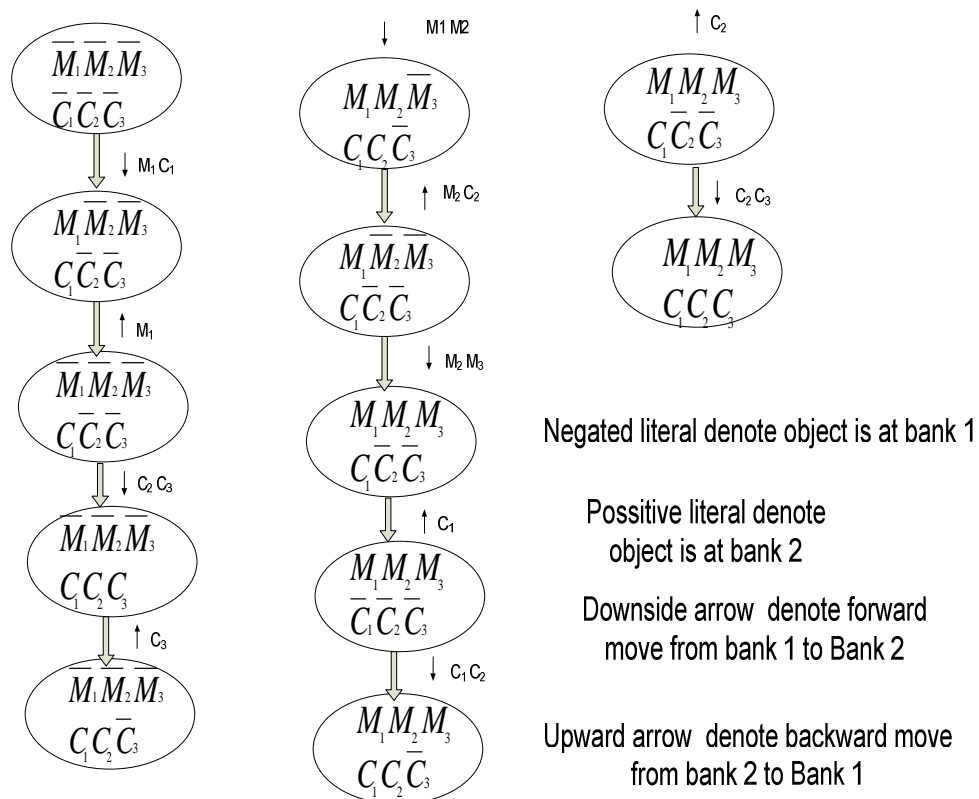 M̅₁ M̅₂ M̅₃
C̅₁ C̅₂ C̅₃
↓ M₁ C₁
M₁ M̅₂ M̅₃
C₁ C̅₂ C̅₃
↑ M₁
M̅₁ M̅₂ M̅₃
C₁ C̅₂ C̅₃
↓ C₂ C₃
M̅₁ M̅₂ M̅₃
C₁ C₂ C₃
↑ C₃
M̅₁ M̅₂ M̅₃
C₁ C₂ C̅₃
↓ M1 M2
M₁ M₂ M̅₃
C₁ C₂ C̅₃
↑ M₂ C₂
M₁ M̅₂ M̅₃
C₁ C̅₂ C̅₃
↓ M₂ M₃
M₁ M₂ M₃
C₁ C̅₂ C̅₃
↑ C₁
M₁ M₂ M₃
C̅₁ C̅₂ C̅₃
↓ C₁ C₂
M₁ M₂ M₃
C₁ C₂ C̅₃
↑ C₂
M₁ M₂ M₃
C₁ C̅₂ C̅₃
↓ C₂ C₃
M₁ M₂ M₃
C₁ C₂ C₃
Negated literal denote object is at bank 1
Possitive literal denote
object is at bank 2
Downside arrow denote forward
move from bank 1 to Bank 2
Upward arrow denote backward move
from bank 2 to Bank 1